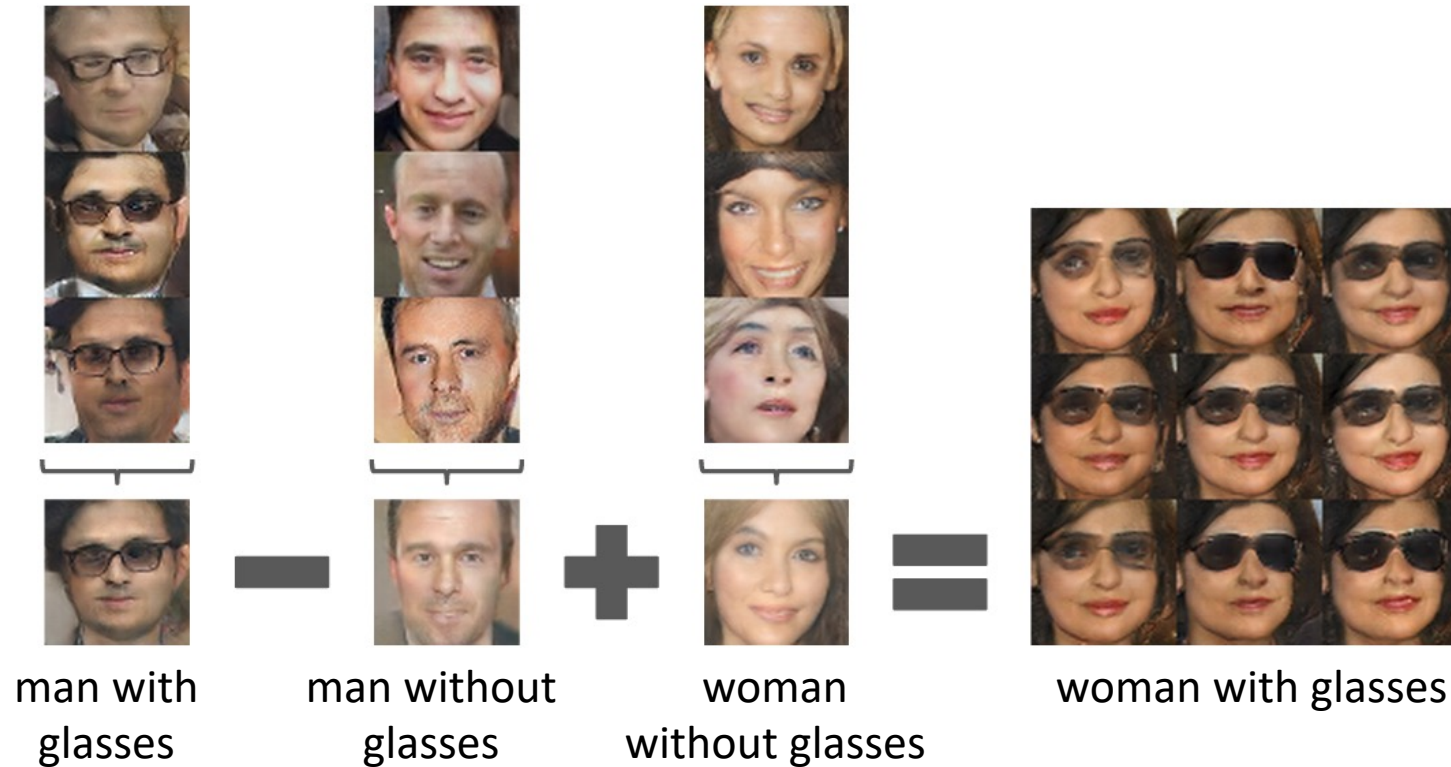 man with
glasses
man without
glasses
woman
without glasses
woman with glasses